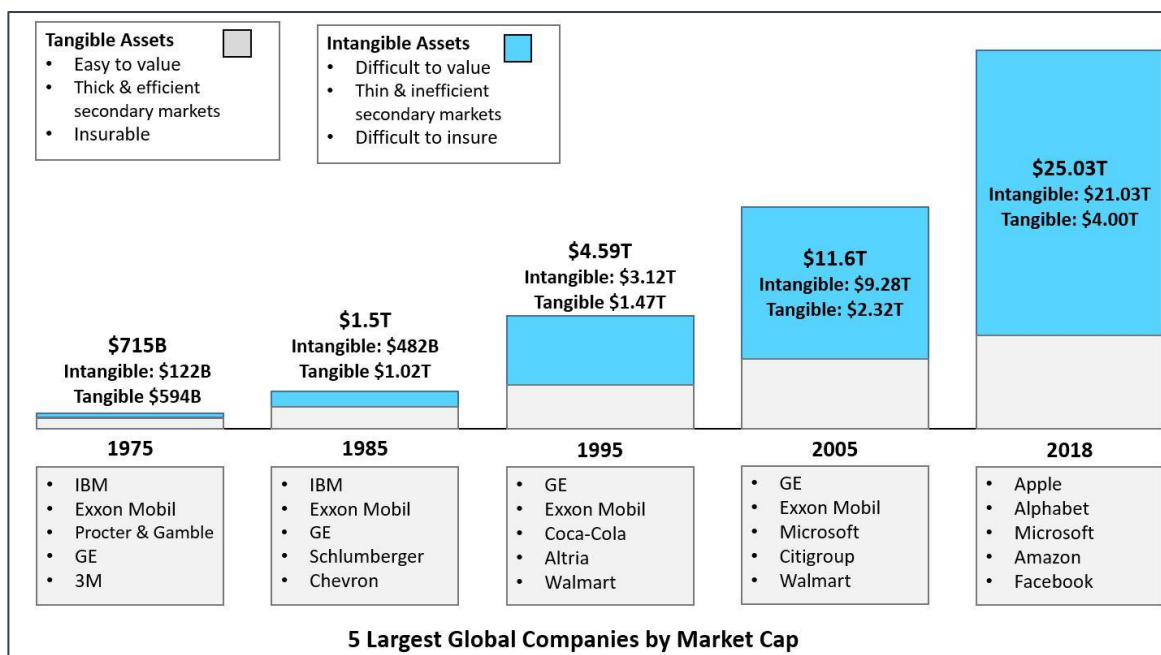 Tangible Assets
• Easy to value
• Thick & efficient
secondary markets
• Insurable
Intangible Assets
• Difficult to value
• Thin & inefficient
secondary markets
• Difficult to insure
$715B
Intangible: $122B
Tangible $594B
$1.5T
Intangible: $482B
Tangible $1.02T
$4.59T
Intangible: $3.12T
Tangible $1.47T
$11.6T
Intangible: $9.28T
Tangible: $2.32T
$25.03T
Intangible: $21.03T
Tangible: $4.00T
1975
• IBM
• Exxon Mobil
• Procter & Gamble
• GE
• 3M
1985
• IBM
• Exxon Mobil
• GE
• Schlumberger
• Chevron
1995
• GE
• Exxon Mobil
• Coca-Cola
• Altria
• Walmart
2005
• GE
• Exxon Mobil
• Microsoft
• Citigroup
• Walmart
2018
• Apple
• Alphabet
• Microsoft
• Amazon
• Facebook
5 Largest Global Companies by Market Cap